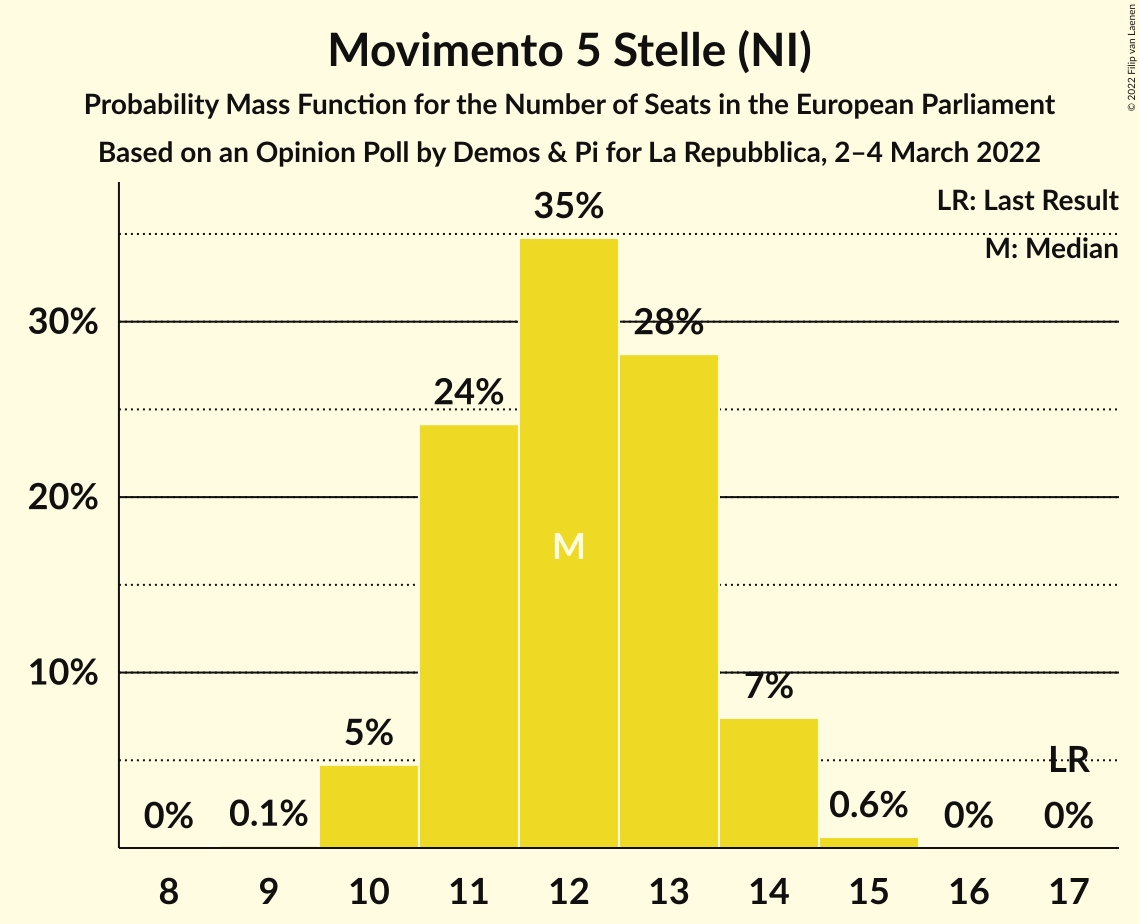 Movimento 5 Stelle (NI)
Probability Mass Function for the Number of Seats in the European Parliament
Based on an Opinion Poll by Demos & Pi for La Repubblica, 2–4 March 2022
© 2022 Filip van Laenen
LR: Last Result
M: Median
35%
30%
28%
24%
20%
M
10%
7%
5%
LR
0%
0.1%
0.6%
0%
0%
8 9 10 11 12 13 14 15 16 17